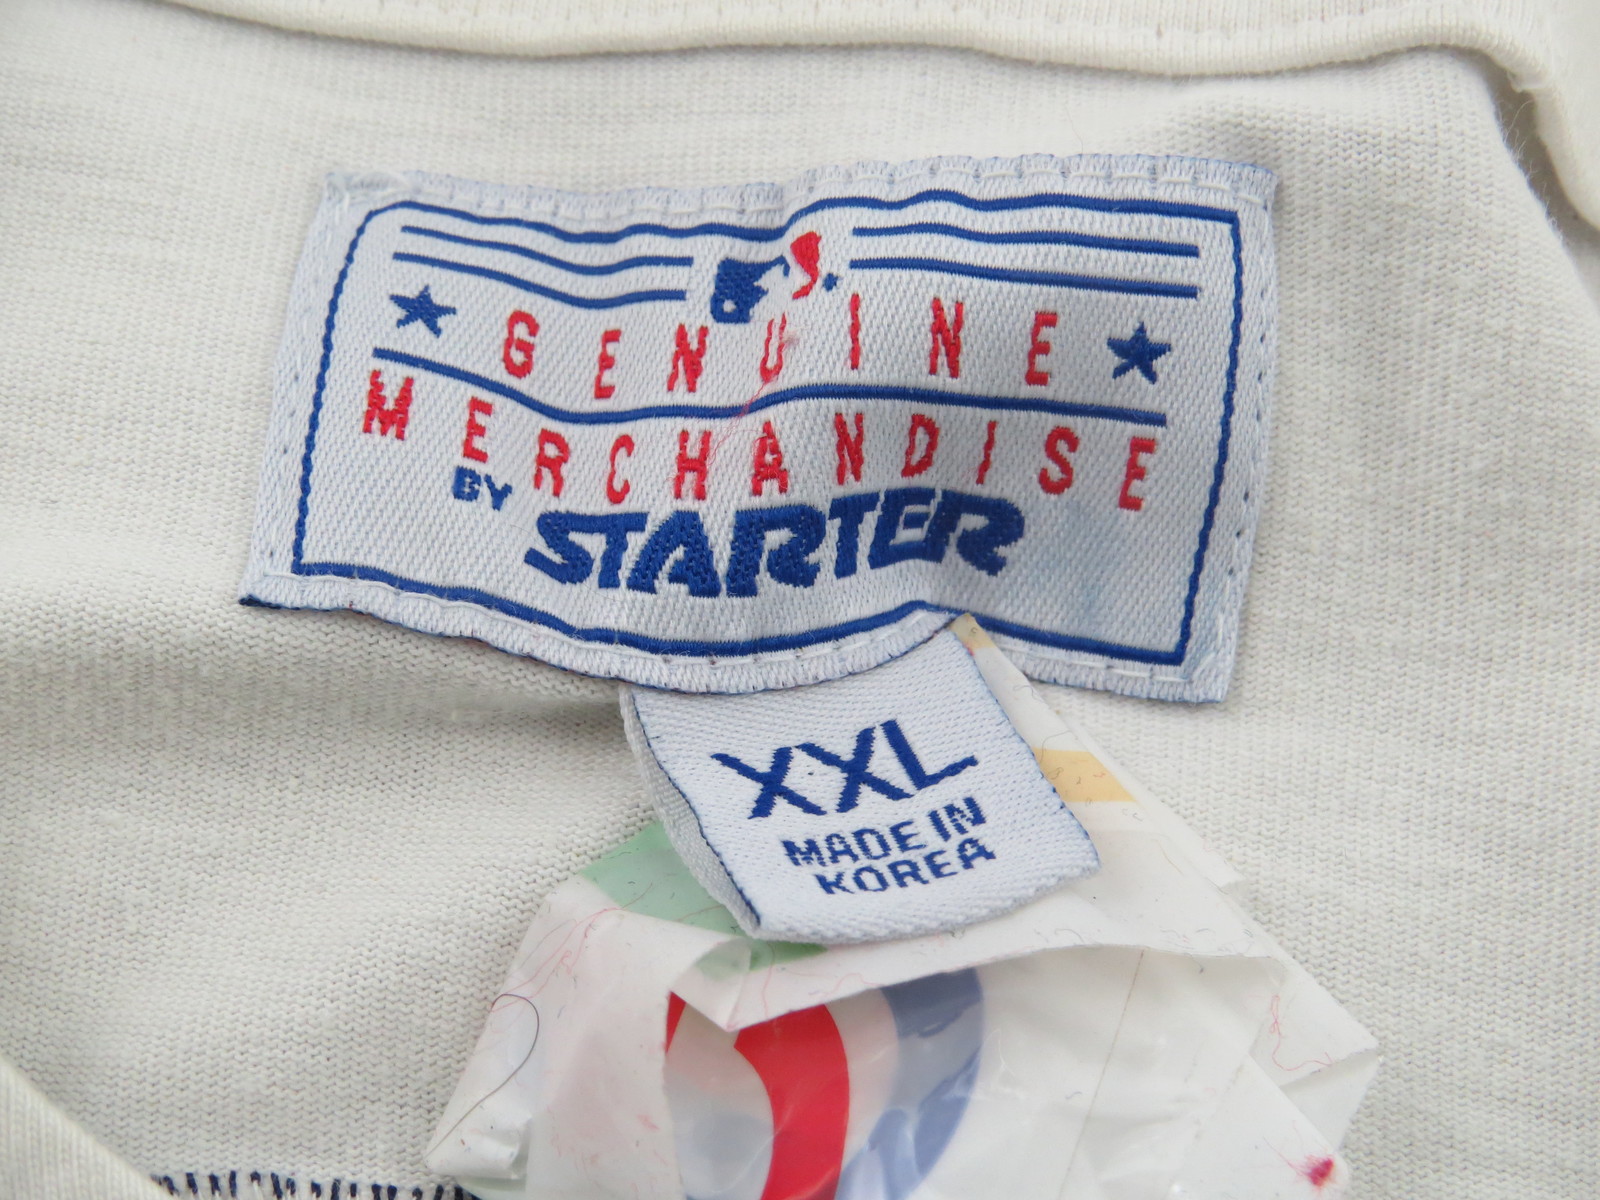 GENUINE
MERCHANDISE
BY STARTER
XXL
MADE IN
KOREA